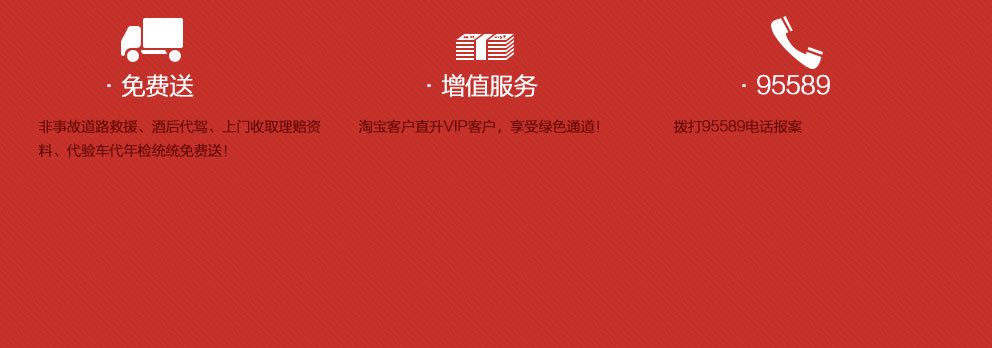 · 免费送
· 增值服务
· 95589
非事故道路救援、酒后代驾、上门收取理赔资
料、代验车代年检统统免费送！
淘宝客户直升VIP客户，享受绿色通道！
拨打95589电话报案